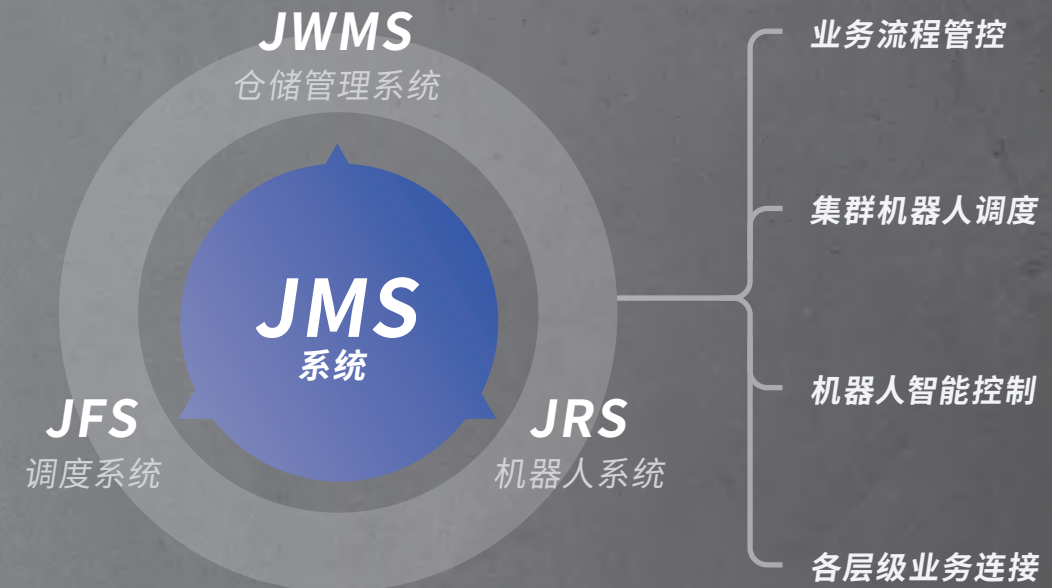 JWMS
仓储管理系统
JMS
系统
JFS
调度系统
JRS
机器人系统
业务流程管控
集群机器人调度
机器人智能控制
各层级业务连接